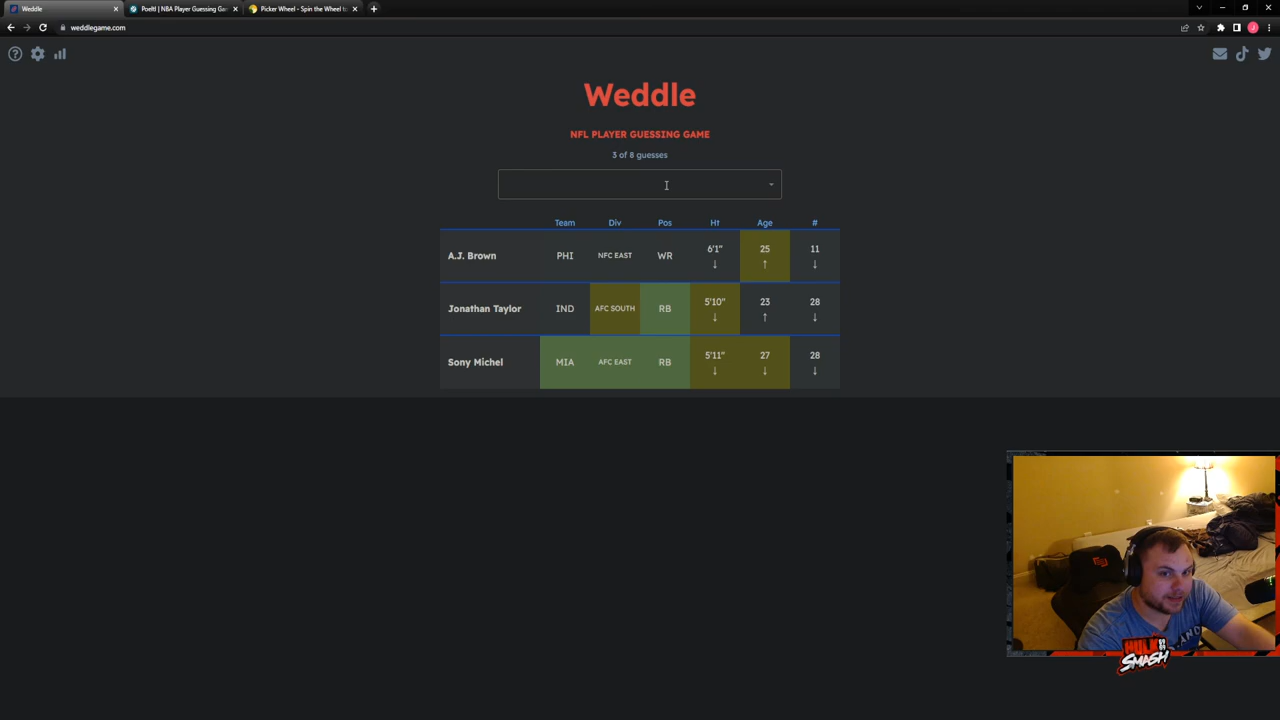 Weddle
Poeltl | NBA Player Guessing Ga
Picker Wheel - Spin the Wheel t
weddlegame.com
J
Weddle
NFL PLAYER GUESSING GAME
3 of 8 guesses
Team Div Pos Ht Age #
A.J. Brown PHI NFC EAST WR 6'1" ↓ 25 ↑ 11 ↓
Jonathan Taylor IND AFC SOUTH RB 5'10" ↓ 23 ↑ 28 ↓
Sony Michel MIA AFC EAST RB 5'11" ↓ 27 ↓ 28 ↓
HULK
SMASH